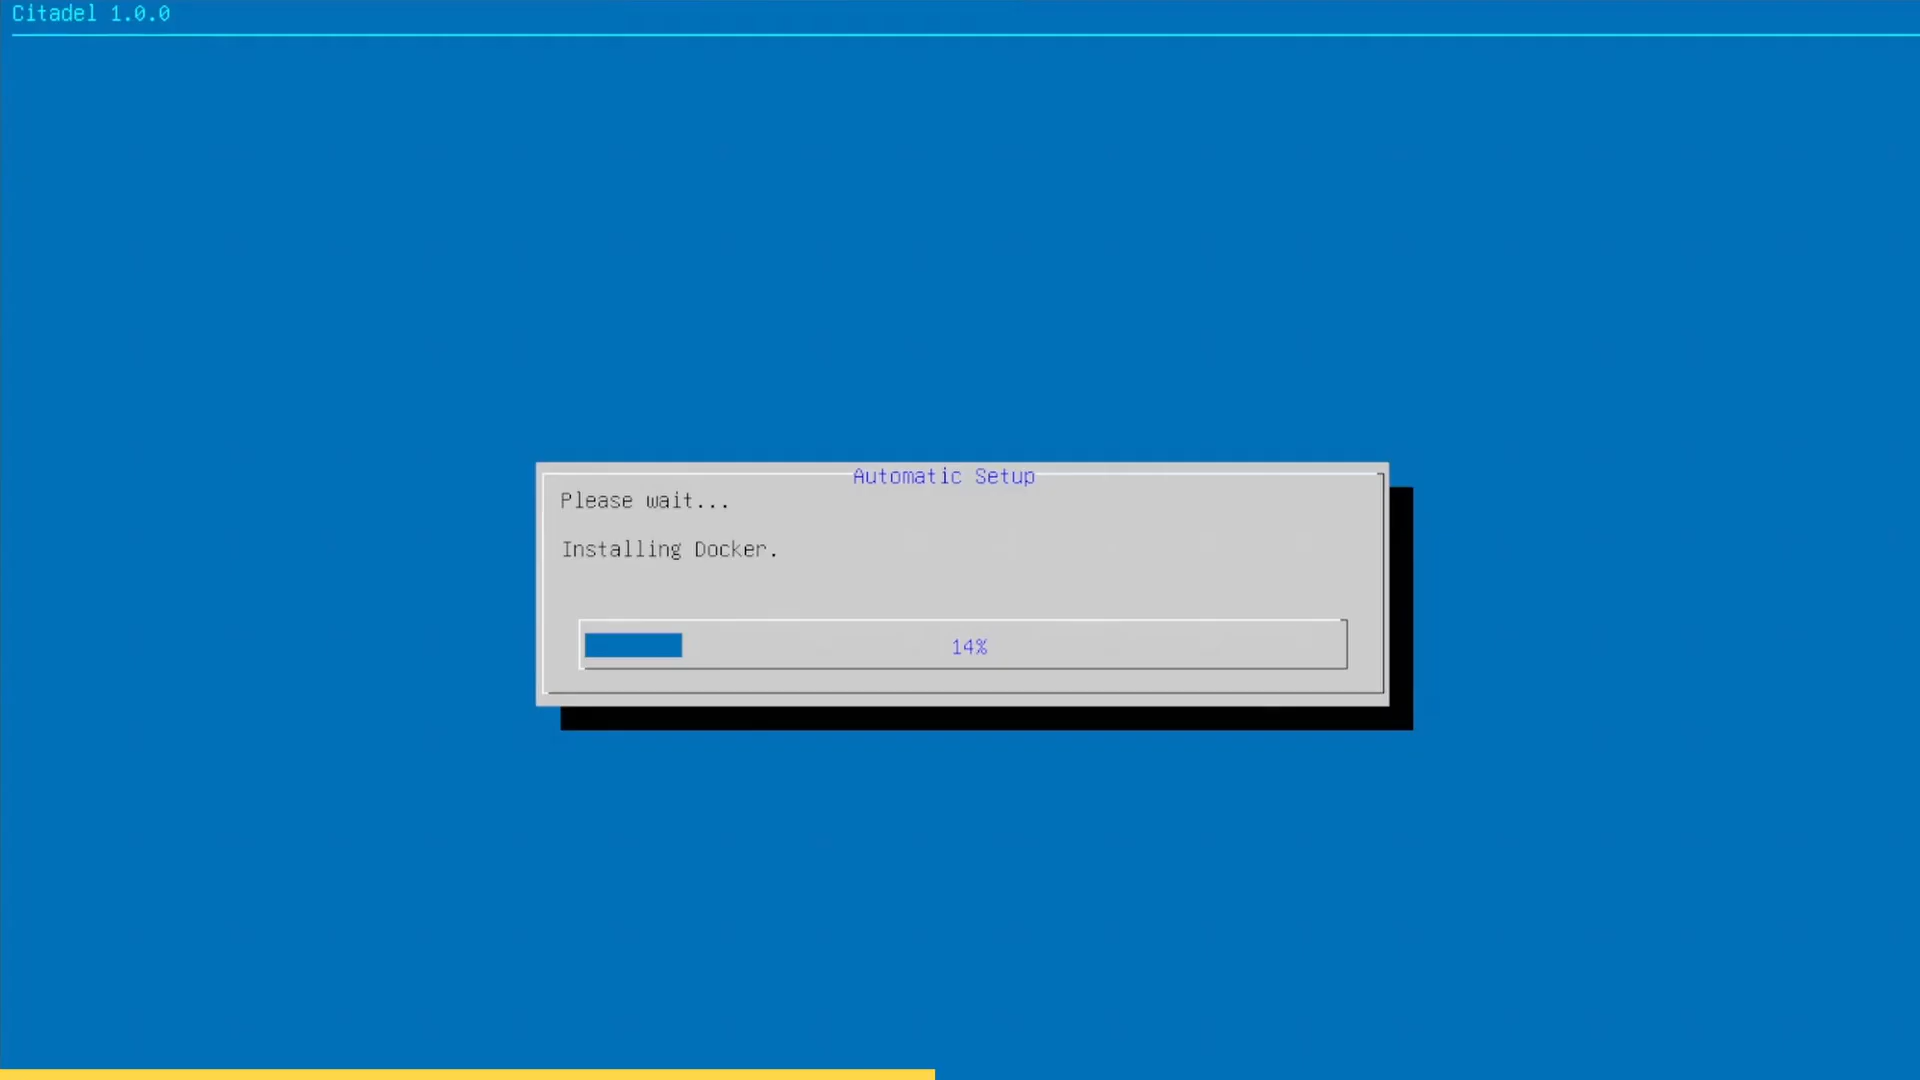 Citadel 1.0.0
Automatic Setup
Please wait...
Installing Docker.
14%